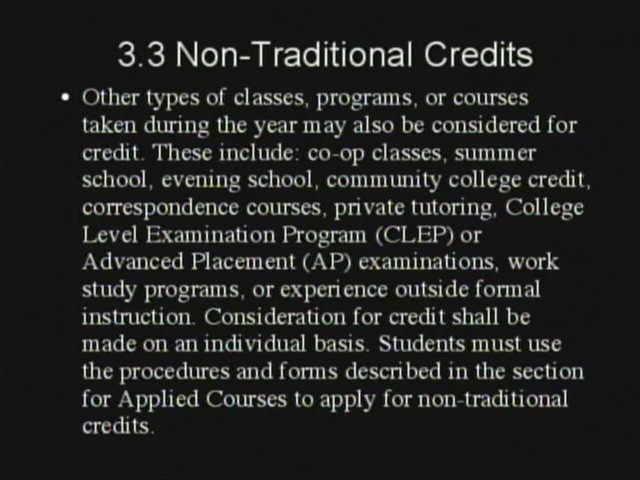 3.3 Non-Traditional Credits
• Other types of classes, programs, or courses
taken during the year may also be considered for
credit. These include: co-op classes, summer
school, evening school, community college credit,
correspondence courses, private tutoring, College
Level Examination Program (CLEP) or
Advanced Placement (AP) examinations, work
study programs, or experience outside formal
instruction. Consideration for credit shall be
made on an individual basis. Students must use
the procedures and forms described in the section
for Applied Courses to apply for non-traditional
credits.